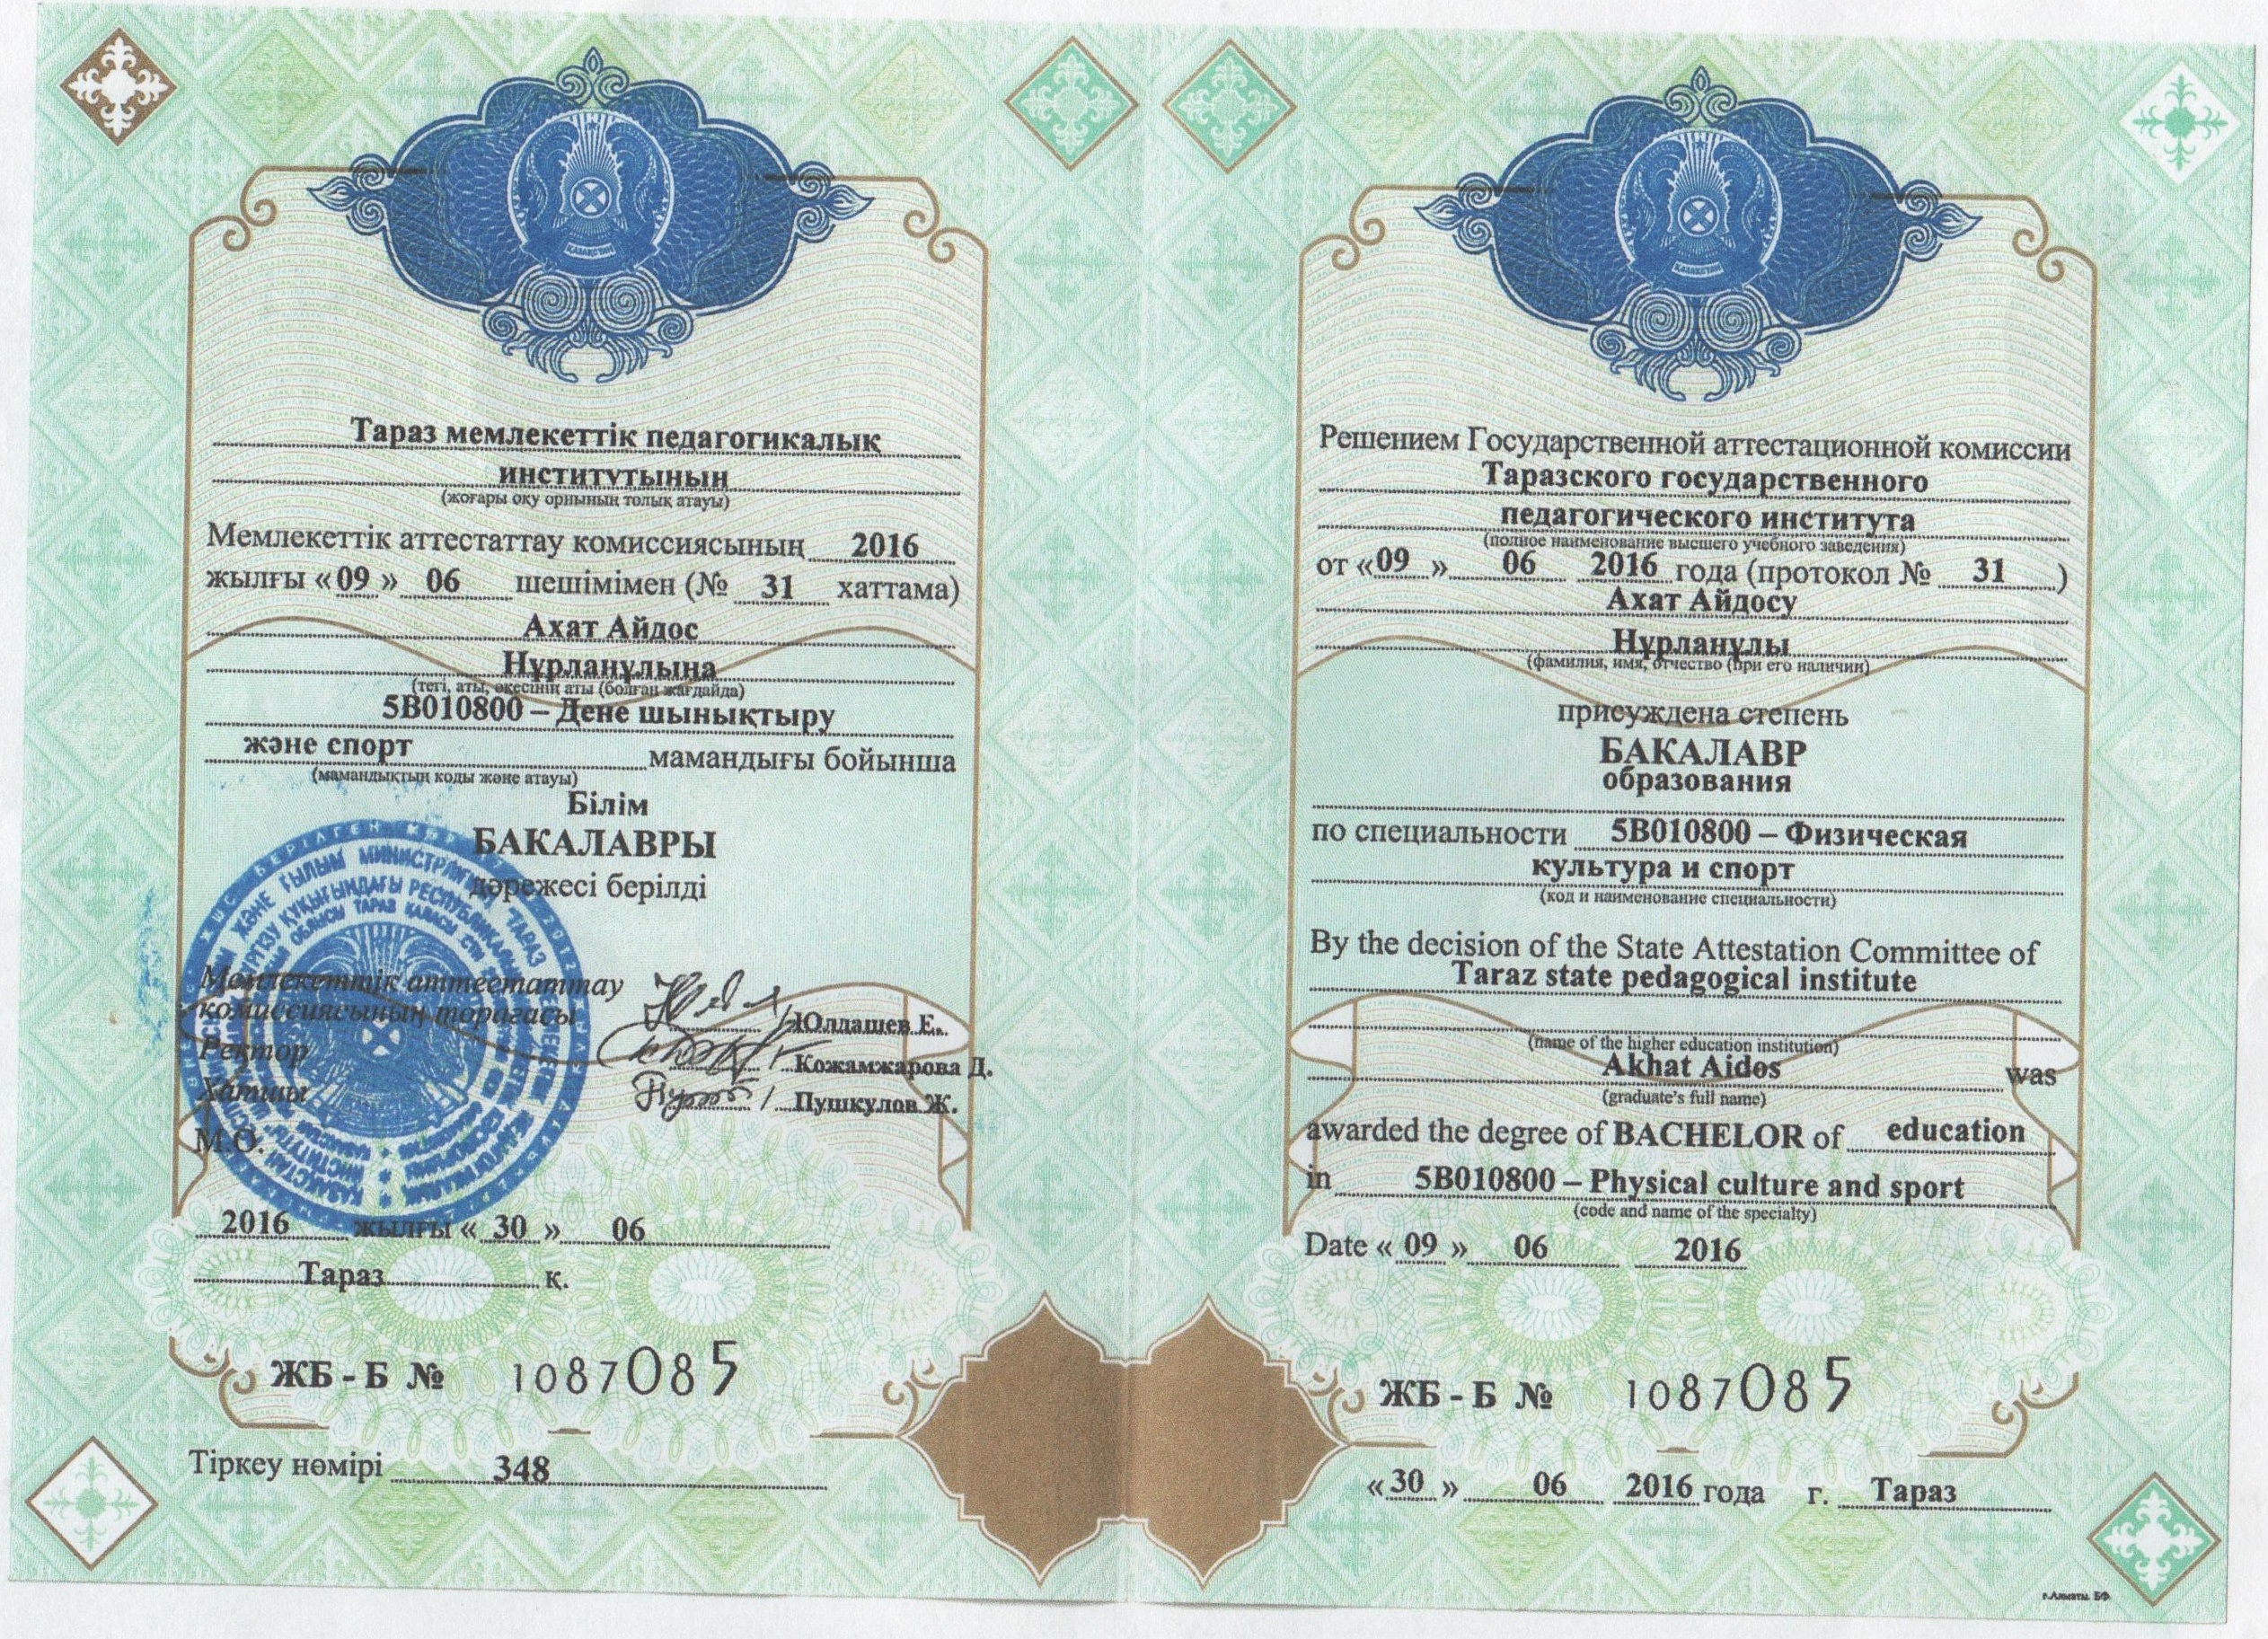 Тараз мемлекеттік педагогикалық
институтының
(жоғары оқу орнының толық атауы)
Мемлекеттік аттестаттау комиссиясының 2016
жылғы «09» 06 шешімімен (№ 31 хаттама)
Ахат Айдос
Нұрланұлына
(тегі, аты, әкесінің аты (болған жағдайда)
5В010800 – Дене шынықтыру
және спорт мамандығы бойынша
(мамандықтың коды және атауы)
Білім
БАКАЛАВРЫ
дәрежесі берілді
Мемлекеттік аттестаттау
комиссиясының төрағасы Юлдашев Е.
Ректор Кожамжарова Д.
Хатшы Пушкулов Ж.
М.О.
2016 жылғы «30» 06
Тараз қ.
ЖБ - Б № 1087085
Тіркеу нөмірі 348
ҚАЗАҚСТАН
Решением Государственной аттестационной комиссии
Таразского государственного
педагогического института
(полное наименование высшего учебного заведения)
от «09» 06 2016 года (протокол № 31 )
Ахат Айдосу
Нұрланұлы
(фамилия, имя, отчество (при его наличии)
присуждена степень
БАКАЛАВР
образования
по специальности 5В010800 – Физическая
культура и спорт
(код и наименование специальности)
By the decision of the State Attestation Committee of
Taraz state pedagogical institute
(name of the higher education institution)
Akhat Aidos was
(graduate's full name)
awarded the degree of BACHELOR of education
in 5B010800 – Physical culture and sport
(code and name of the specialty)
Date «09» 06 2016
ЖБ - Б № 1087085
«30» 06 2016 года г. Тараз
г.Алматы. БФ